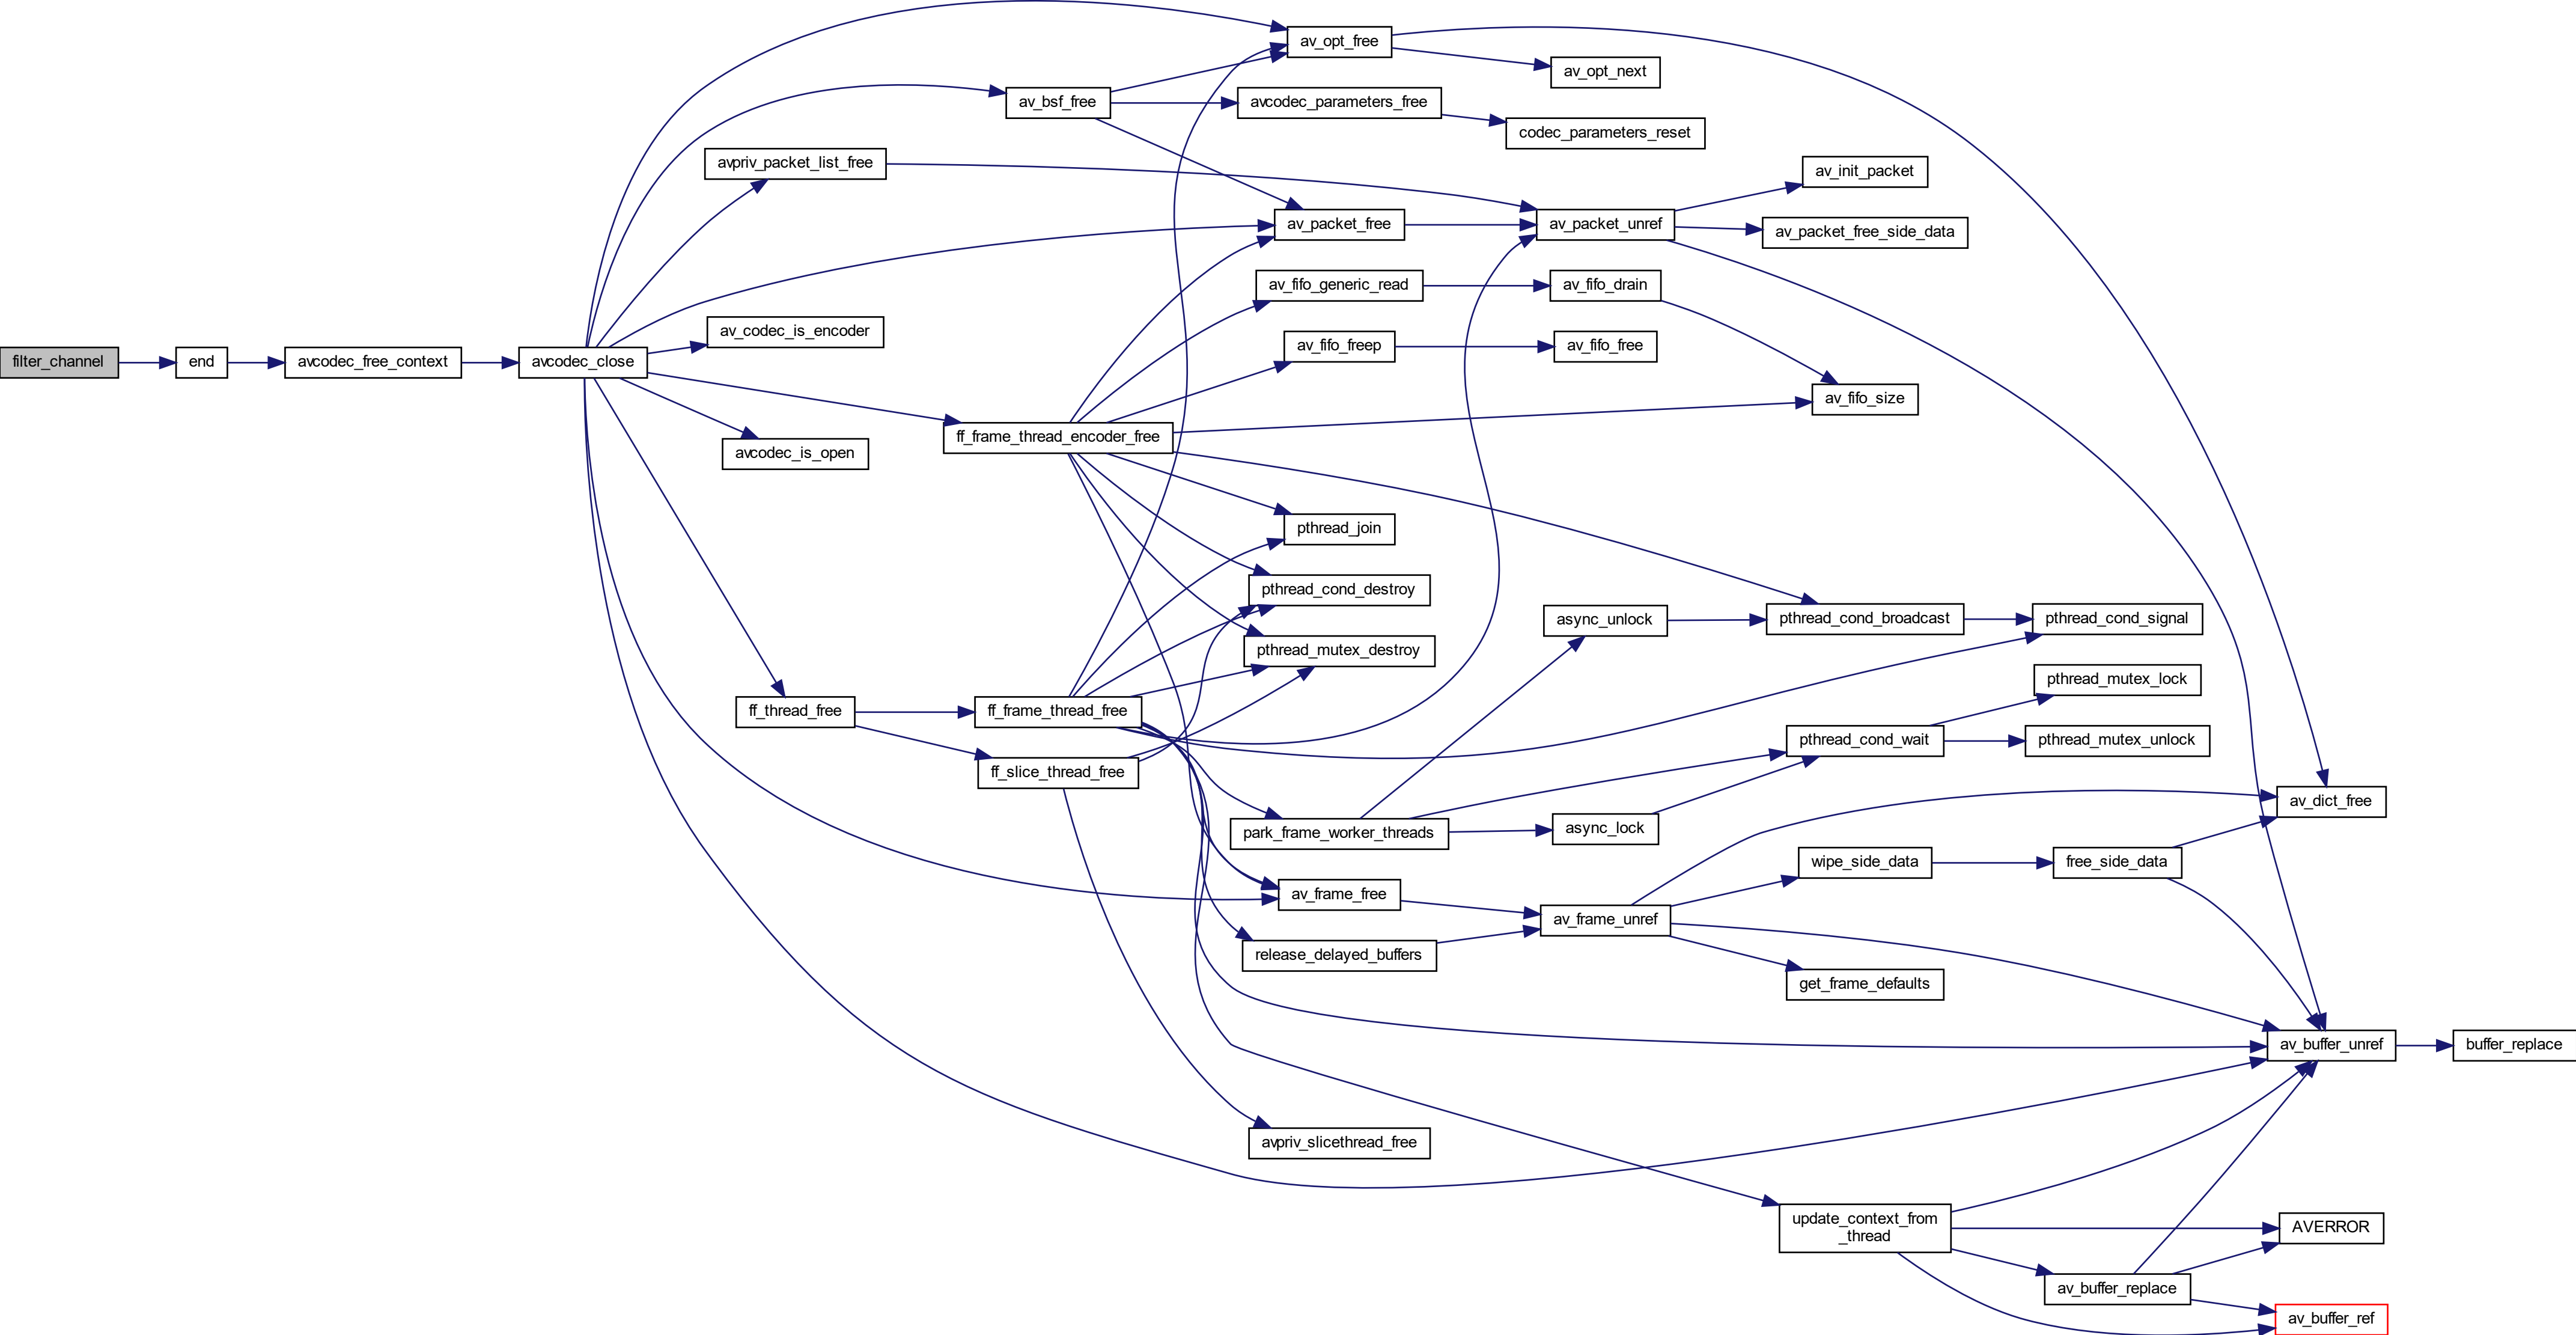 av_opt_free
av_opt_next
av_bsf_free
avcodec_parameters_free
codec_parameters_reset
avpriv_packet_list_free
av_init_packet
av_packet_free
av_packet_unref
av_packet_free_side_data
av_fifo_generic_read
av_fifo_drain
av_codec_is_encoder
av_fifo_freep
av_fifo_free
filter_channel
end
avcodec_free_context
avcodec_close
av_fifo_size
ff_frame_thread_encoder_free
avcodec_is_open
pthread_join
pthread_cond_destroy
async_unlock
pthread_cond_broadcast
pthread_cond_signal
pthread_mutex_destroy
pthread_mutex_lock
ff_thread_free
ff_frame_thread_free
pthread_cond_wait
pthread_mutex_unlock
ff_slice_thread_free
av_dict_free
park_frame_worker_threads
async_lock
wipe_side_data
free_side_data
av_frame_free
av_frame_unref
release_delayed_buffers
get_frame_defaults
av_buffer_unref
buffer_replace
avpriv_slicethread_free
update_context_from
_thread
AVERROR
av_buffer_replace
av_buffer_ref